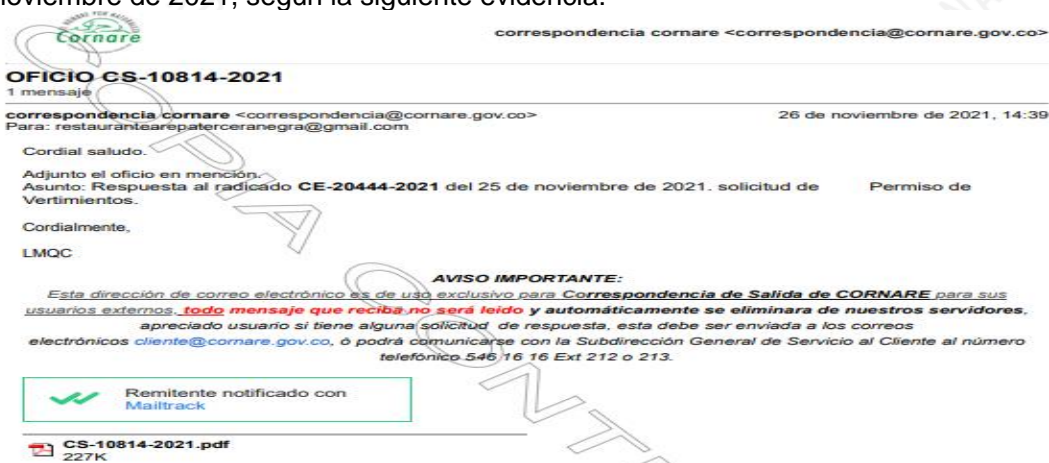 noviembre de 2021, según la siguiente evidencia:
Cornare
correspondencia cornare <correspondencia@cornare.gov.co>
OFICIO CS-10814-2021
1 mensaje
correspondencia cornare <correspondencia@cornare.gov.co> 26 de noviembre de 2021, 14:39
Para: restaurantearepaterceranegra@gmail.com
Cordial saludo.
Adjunto el oficio en mención.
Asunto: Respuesta al radicado CE-20444-2021 del 25 de noviembre de 2021. solicitud de Permiso de
Vertimientos.
Cordialmente,
LMQC
AVISO IMPORTANTE:
Esta dirección de correo electrónico es de uso exclusivo para Correspondencia de Salida de CORNARE para sus
usuarios externos, todo mensaje que reciba no será leido y automáticamente se eliminara de nuestros servidores,
apreciado usuario si tiene alguna solicitud de respuesta, esta debe ser enviada a los correos
electrónicos cliente@cornare.gov.co, ò podrá comunicarse con la Subdirección General de Servicio al Cliente al número
telefónico 546 16 16 Ext 212 o 213.
Remitente notificado con
Mailtrack
CS-10814-2021.pdf
227K
COPIA CONT